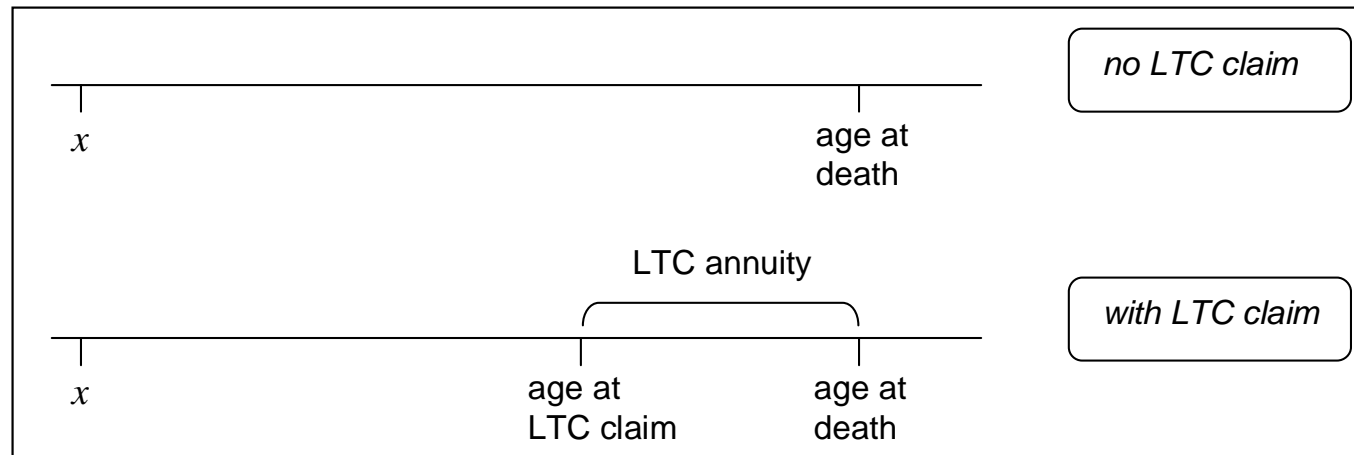 no LTC claim
x
age at
death
LTC annuity
with LTC claim
x
age at
LTC claim
age at
death